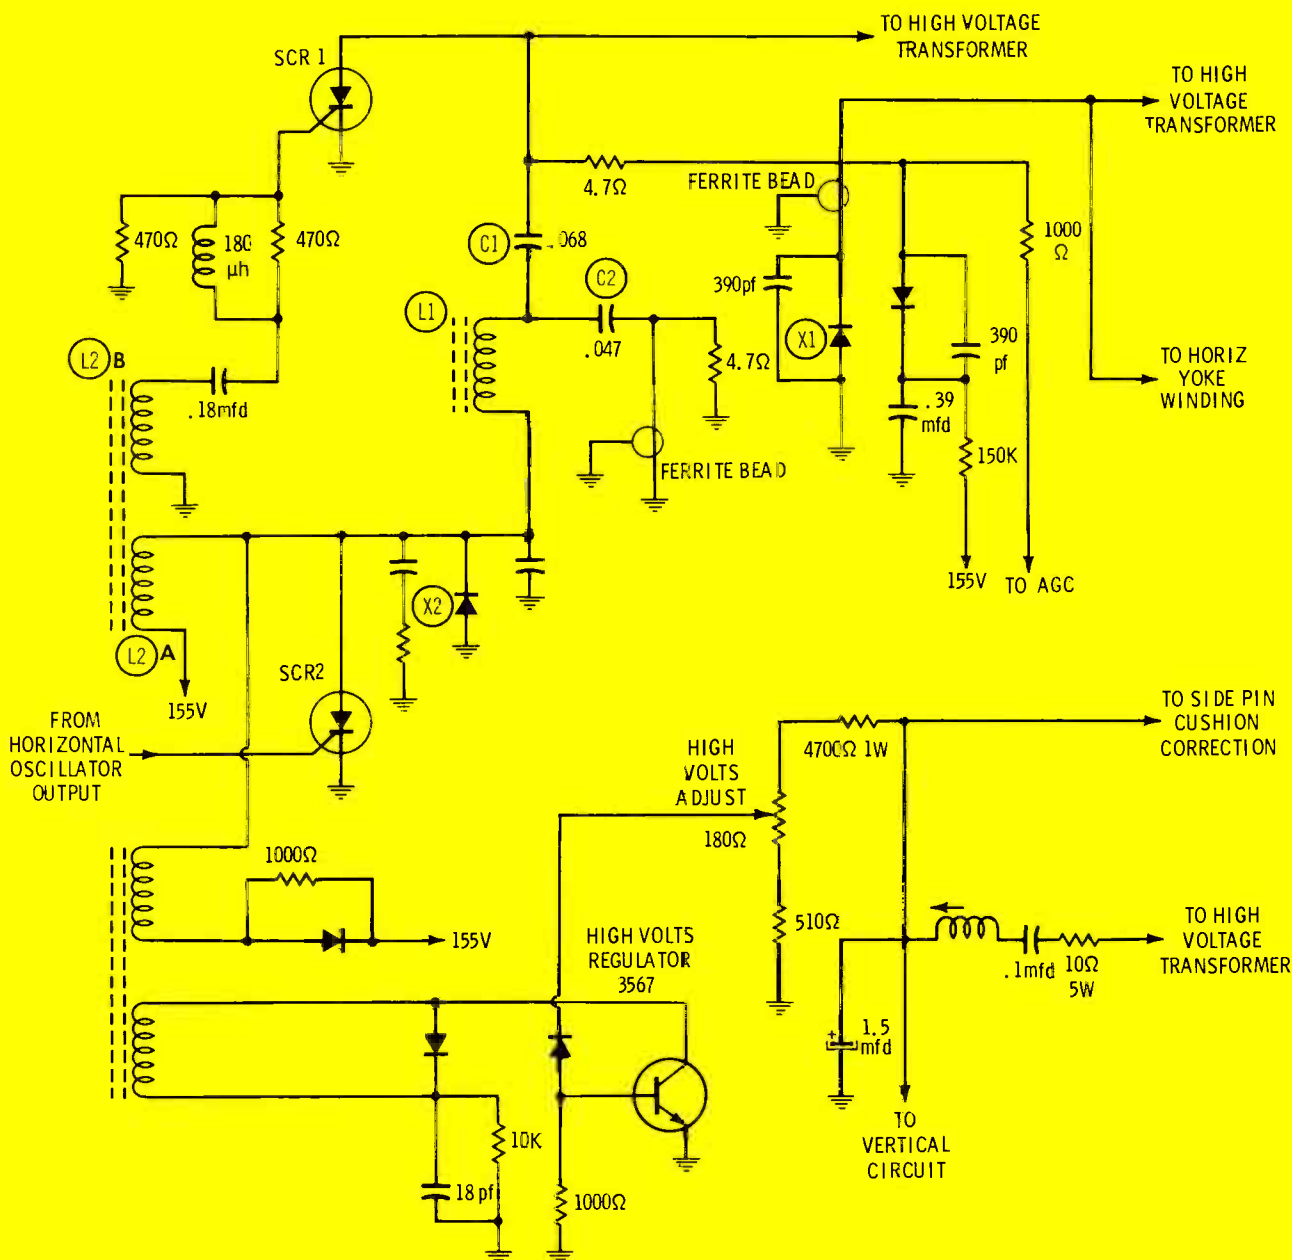 TO HIGH VOLTAGE
TRANSFORMER
SCR 1
TO HIGH
VOLTAGE
TRANSFORMER
4.7Ω
FERRITE BEAD
470Ω
180
μh
470Ω
C1
.068
1000
Ω
C2
390pf
L1
.047
4.7Ω
X1
390
pf
L2 B
.18mfd
TO HORIZ
YOKE
WINDING
.39
mfd
FERRITE BEAD
150K
155V
TO AGC
X2
L2 A
SCR2
155V
FROM
HORIZONTAL
OSCILLATOR
OUTPUT
TO SIDE PIN
CUSHION
CORRECTION
4700Ω 1W
HIGH
VOLTS
ADJUST
180Ω
1000Ω
510Ω
155V
HIGH VOLTS
REGULATOR
3567
TO HIGH
VOLTAGE
TRANSFORMER
.1mfd
10Ω
5W
+
1.5
mfd
TO
VERTICAL
CIRCUIT
10K
18pf
1000Ω